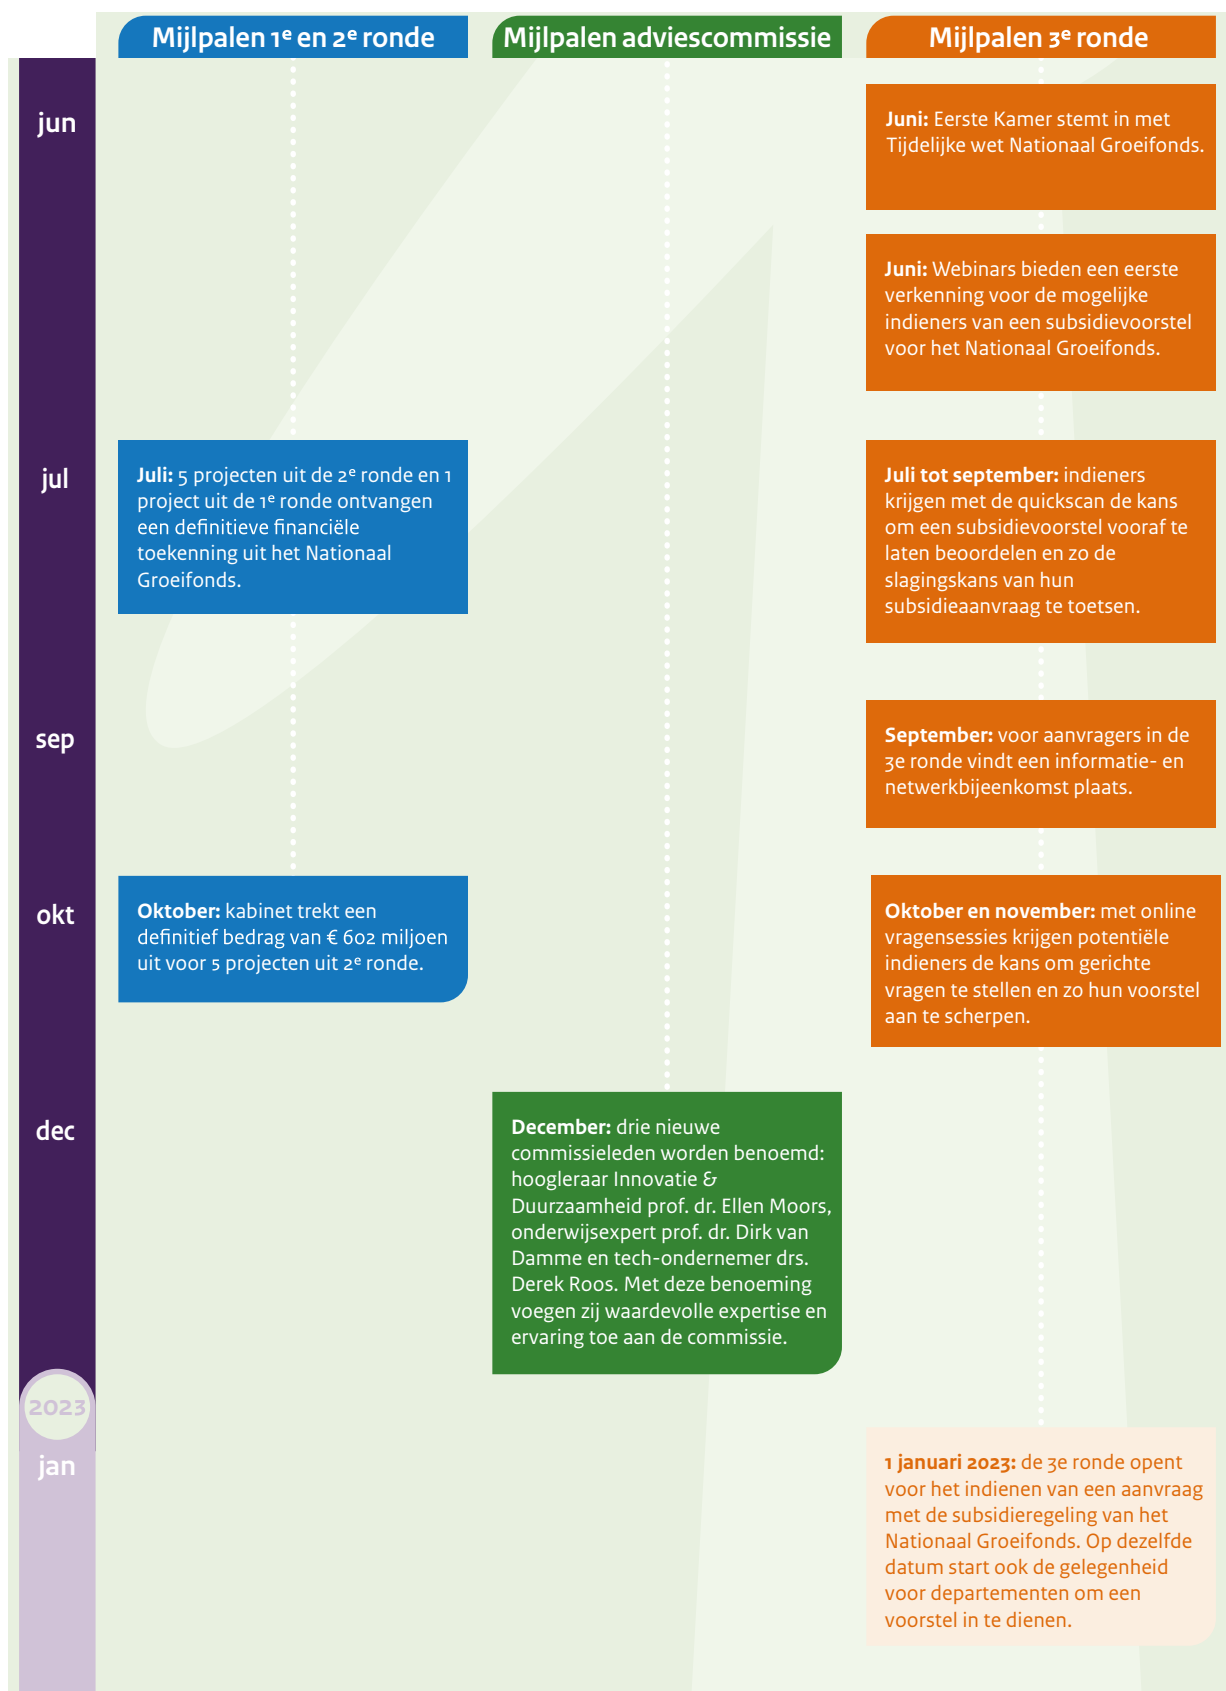 Mijlpalen 1e en 2e ronde
Mijlpalen adviescommissie
Mijlpalen 3e ronde
jun
Juni: Eerste Kamer stemt in met
Tijdelijke wet Nationaal Groeifonds.
Juni: Webinars bieden een eerste
verkenning voor de mogelijke
indieners van een subsidievoorstel
voor het Nationaal Groeifonds.
jul
Juli: 5 projecten uit de 2e ronde en 1
project uit de 1e ronde ontvangen
een definitieve financiële
toekenning uit het Nationaal
Groeifonds.
Juli tot september: indieners
krijgen met de quickscan de kans
om een subsidievoorstel vooraf te
laten beoordelen en zo de
slagingskans van hun
subsidieaanvraag te toetsen.
sep
September: voor aanvragers in de
3e ronde vindt een informatie- en
netwerkbijeenkomst plaats.
okt
Oktober: kabinet trekt een
definitief bedrag van € 602 miljoen
uit voor 5 projecten uit 2e ronde.
Oktober en november: met online
vragensessies krijgen potentiële
indieners de kans om gerichte
vragen te stellen en zo hun voorstel
aan te scherpen.
dec
December: drie nieuwe
commissieleden worden benoemd:
hoogleraar Innovatie &
Duurzaamheid prof. dr. Ellen Moors,
onderwijsexpert prof. dr. Dirk van
Damme en tech-ondernemer drs.
Derek Roos. Met deze benoeming
voegen zij waardevolle expertise en
ervaring toe aan de commissie.
2023
jan
1 januari 2023: de 3e ronde opent
voor het indienen van een aanvraag
met de subsidieregeling van het
Nationaal Groeifonds. Op dezelfde
datum start ook de gelegenheid
voor departementen om een
voorstel in te dienen.